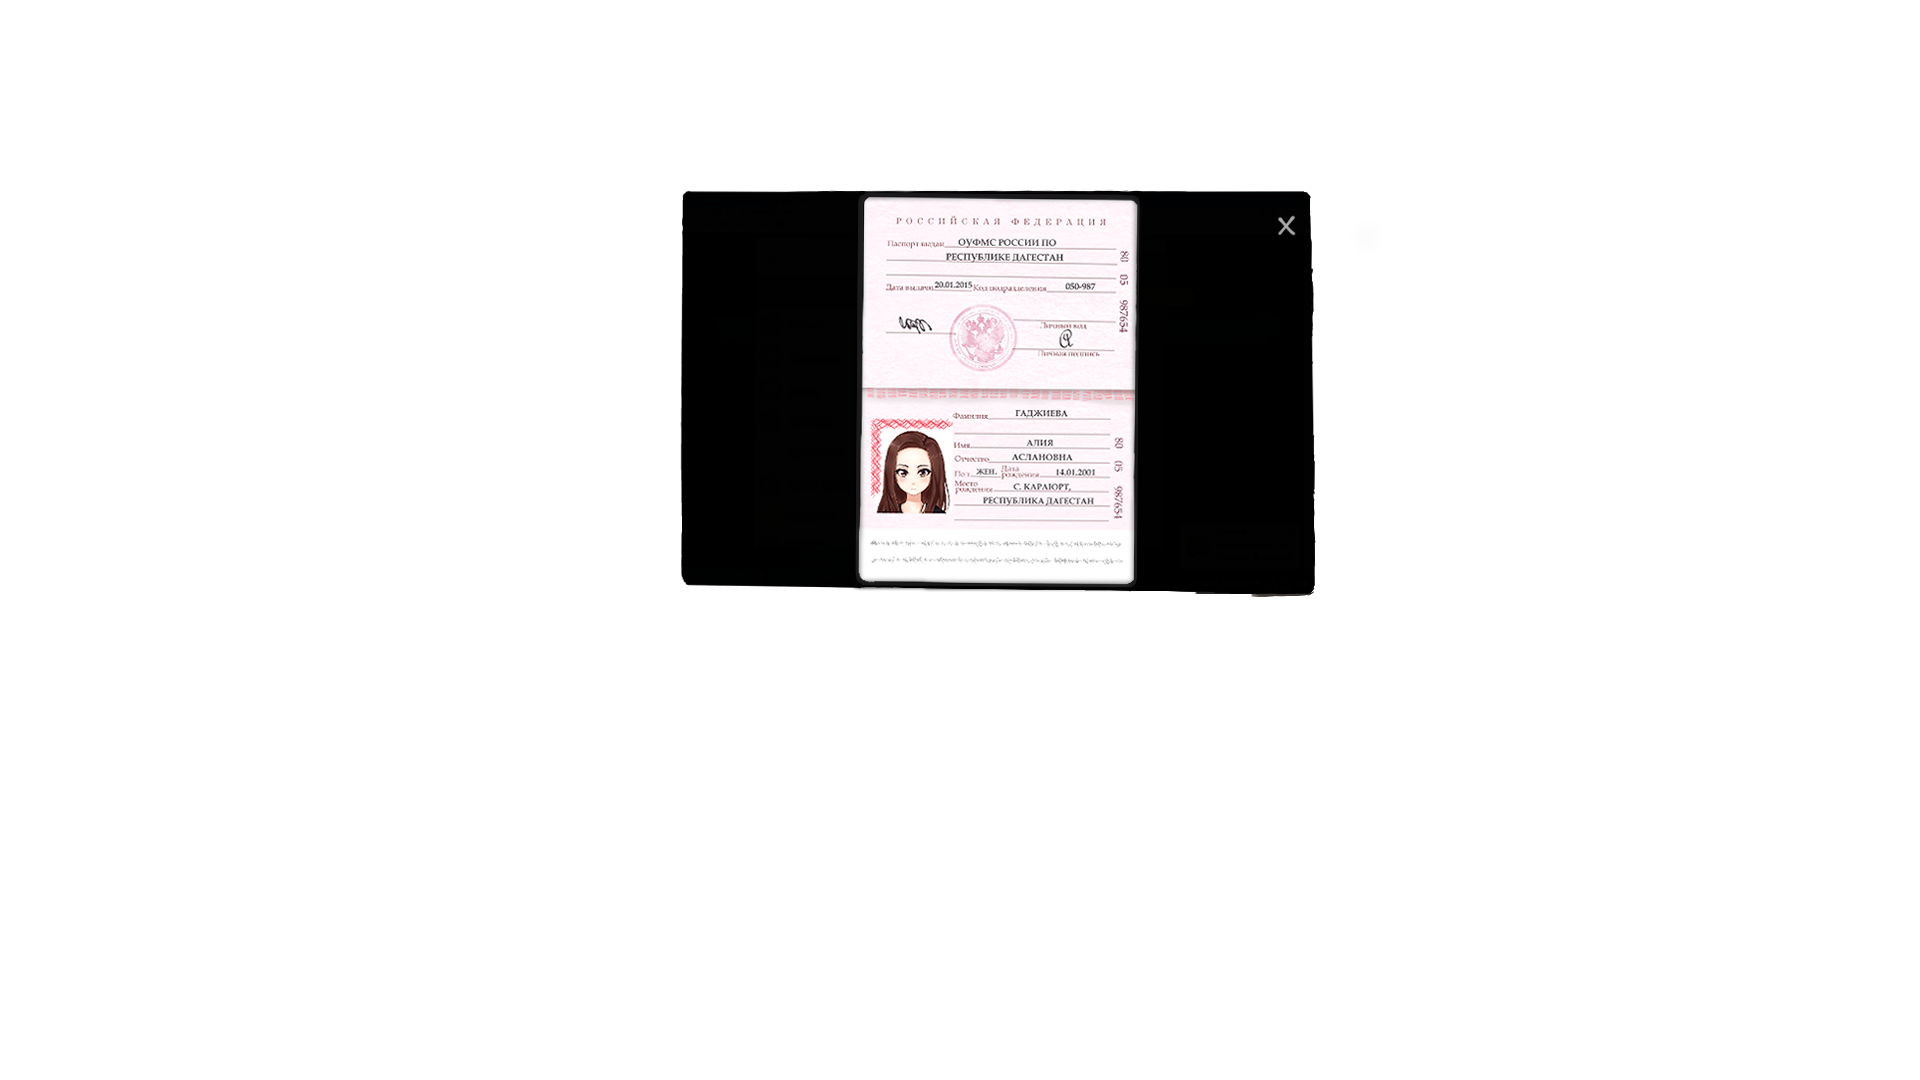 РОССИЙСКАЯ ФЕДЕРАЦИЯ
Паспорт выдан ОУФМС РОССИИ ПО
РЕСПУБЛИКЕ ДАГЕСТАН
Дата выдачи 20.01.2015 Код подразделения 050-987
Личный код
Личная подпись
80 05 987654
Фамилия ГАДЖИЕВА
Имя АЛИЯ
Отчество АСЛАНОВНА
Пол ЖЕН. Дата рождения 14.01.2001
Место рождения С. КАРАЮРТ,
РЕСПУБЛИКА ДАГЕСТАН
80 05 987654